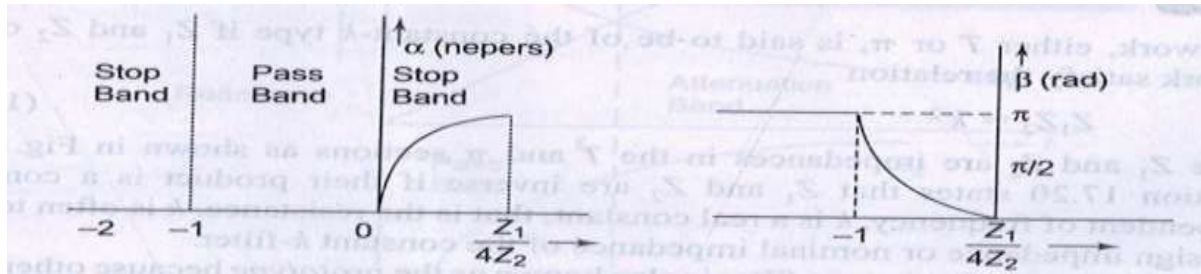 α (nepers)
Stop Band
Pass Band
Stop Band
-2
-1
0
Z₁
4Z₂
β (rad)
π
π/2
-1
Z₁
4Z₂